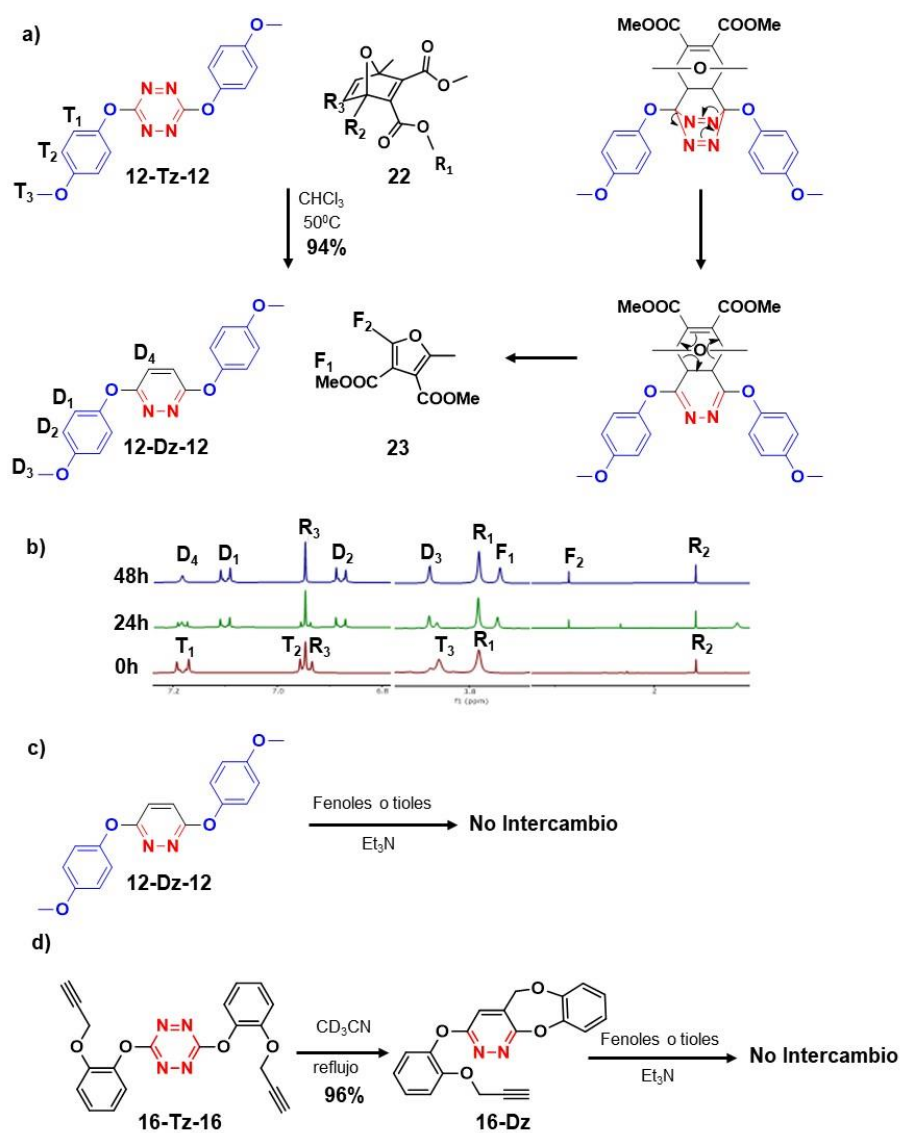 a)
O
N N
N N
O
O
O
T₁
T₂
T₃
12-Tz-12
O
R₃
R₂
O
O
O
O
R₁
22
CHCl₃
50⁰C
94%
MeOOC COOMe
O
O O
N=N
N=N
O O
D₄
O
O
O
O
N N
D₁
D₂
D₃
12-Dz-12
F₂
O
F₁
MeOOC
COOMe
23
MeOOC COOMe
O
O O
N N
O O
b)
48h
D₄ D₁ R₃ D₂ D₃ R₁ F₁ F₂ R₂
24h
0h
T₁ T₂ R₃ T₃ R₁ R₂
7.2 7.0 6.8 3.8 2
f1 (ppm)
c)
O
O
O
O
N N
12-Dz-12
Fenoles o tioles
Et₃N
No Intercambio
d)
O
O
N N
N N
O
O
16-Tz-16
CD₃CN
reflujo
96%
O
O
O
O
N N
16-Dz
Fenoles o tioles
Et₃N
No Intercambio